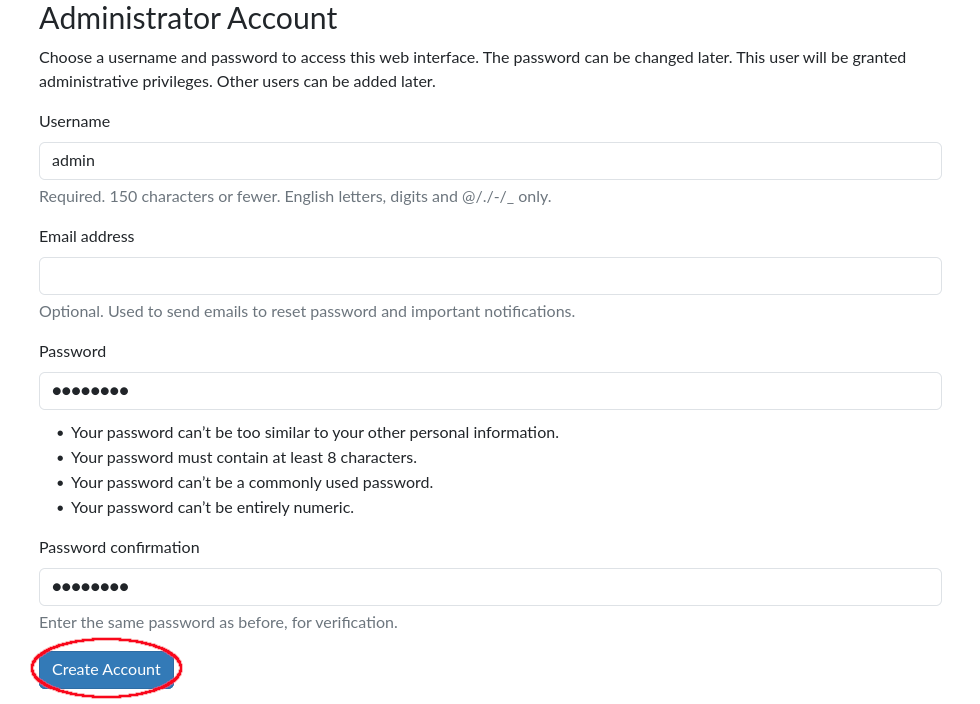 Administrator Account
Choose a username and password to access this web interface. The password can be changed later. This user will be granted
administrative privileges. Other users can be added later.
Username
admin
Required. 150 characters or fewer. English letters, digits and @/./-/_ only.
Email address
Optional. Used to send emails to reset password and important notifications.
Password
●●●●●●●●
• Your password can’t be too similar to your other personal information.
• Your password must contain at least 8 characters.
• Your password can’t be a commonly used password.
• Your password can’t be entirely numeric.
Password confirmation
●●●●●●●●
Enter the same password as before, for verification.
Create Account